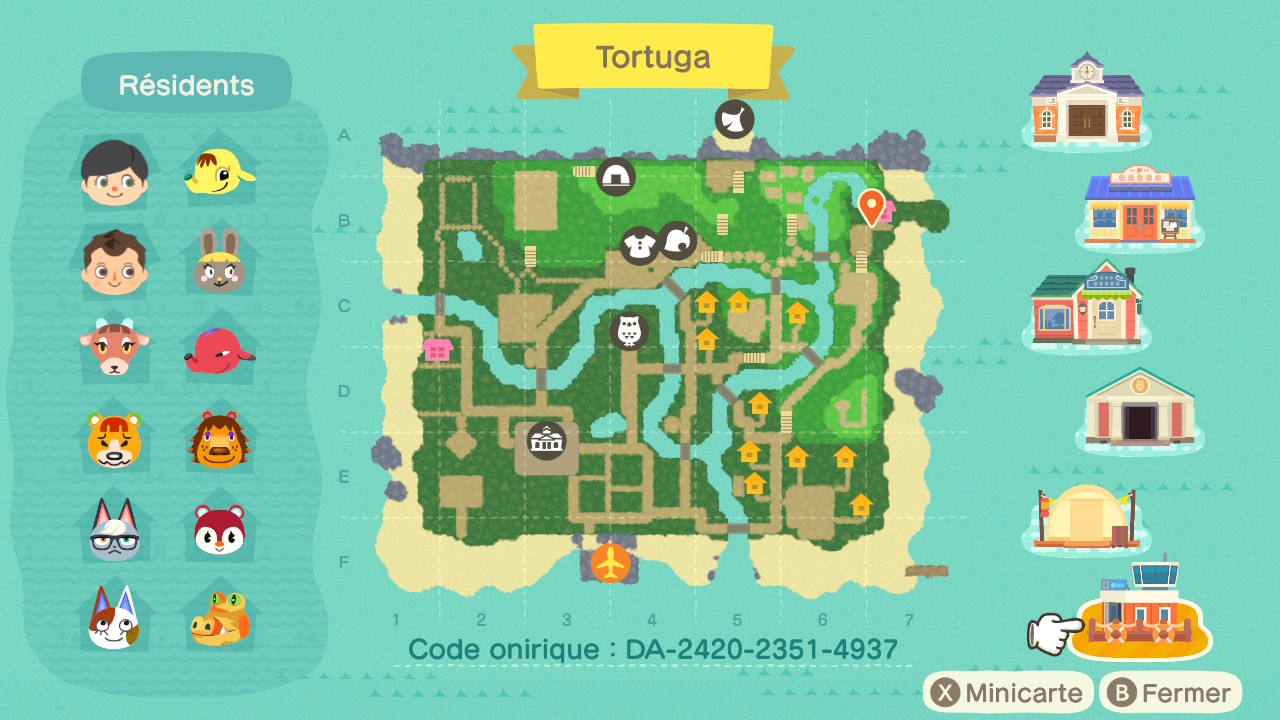 Tortuga
Résidents
A
B
C
D
E
F
1 2 3 4 5 6 7
Code onirique : DA-2420-2351-4937
X Minicarte B Fermer